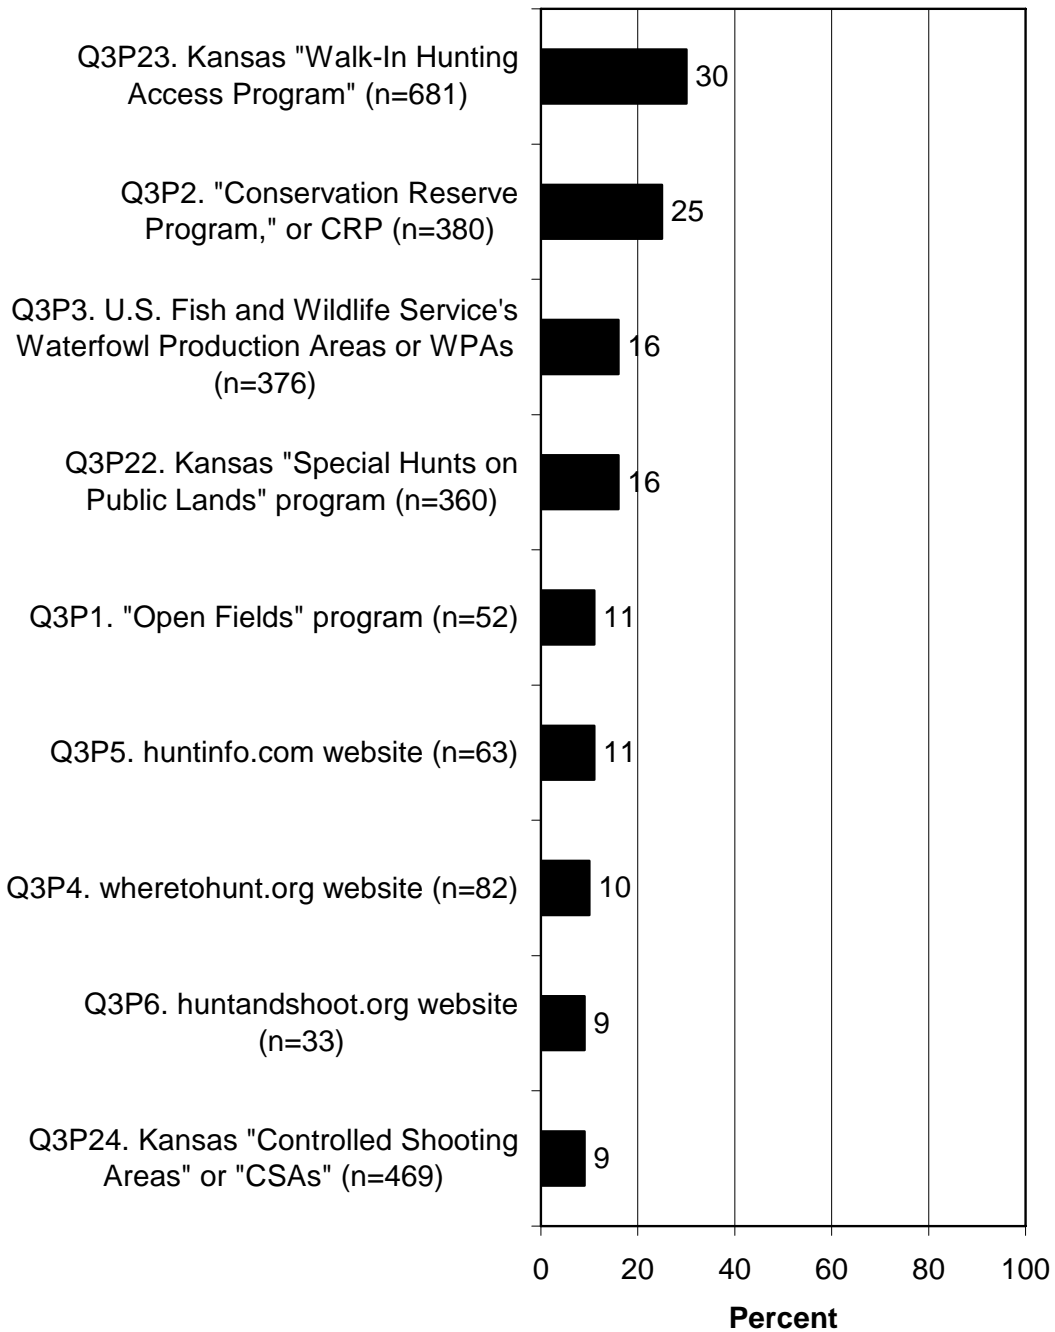 Q3P23. Kansas "Walk-In Hunting
Access Program" (n=681)
30
Q3P2. "Conservation Reserve
Program," or CRP (n=380)
25
Q3P3. U.S. Fish and Wildlife Service's
Waterfowl Production Areas or WPAs
(n=376)
16
Q3P22. Kansas "Special Hunts on
Public Lands" program (n=360)
16
Q3P1. "Open Fields" program (n=52)
11
Q3P5. huntinfo.com website (n=63)
11
Q3P4. wheretohunt.org website (n=82)
10
Q3P6. huntandshoot.org website
(n=33)
9
Q3P24. Kansas "Controlled Shooting
Areas" or "CSAs" (n=469)
9
0 20 40 60 80 100
Percent